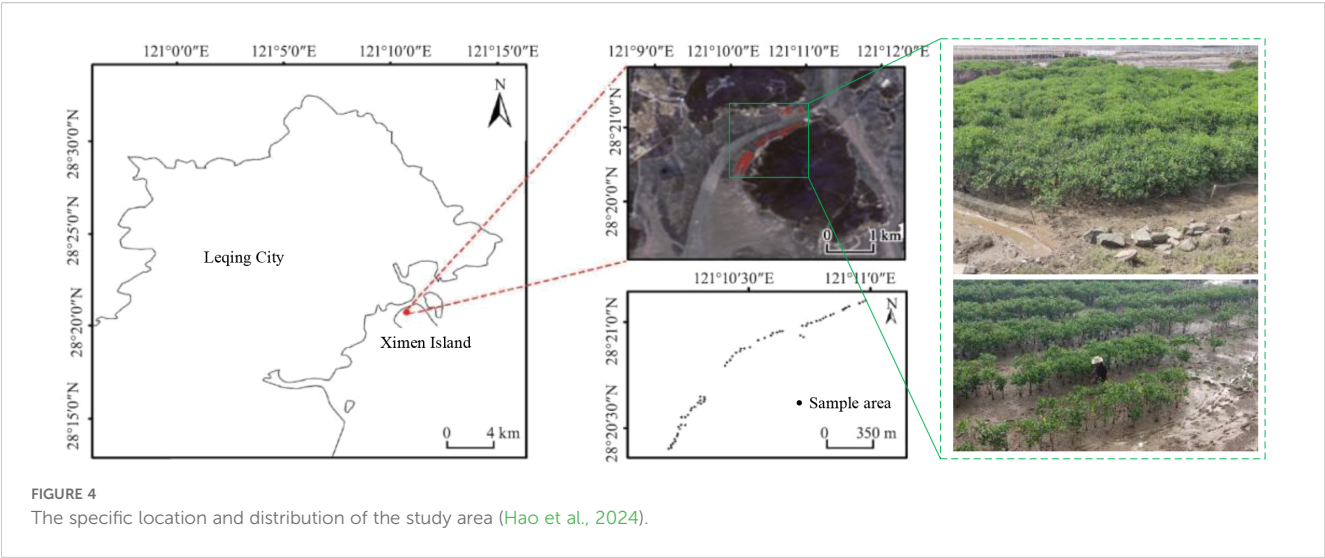 121°0′0″E 121°5′0″E 121°10′0″E 121°15′0″E
28°30′0″N
28°25′0″N
28°20′0″N
28°15′0″N
N
Leqing City
Ximen Island
0 4 km
121°9′0″E 121°10′0″E 121°11′0″E 121°12′0″E
28°21′0″N
28°20′0″N
0 1 km
121°10′30″E 121°11′0″E
28°21′0″N
28°20′30″N
N
Sample area
0 350 m
FIGURE 4
The specific location and distribution of the study area (Hao et al., 2024).